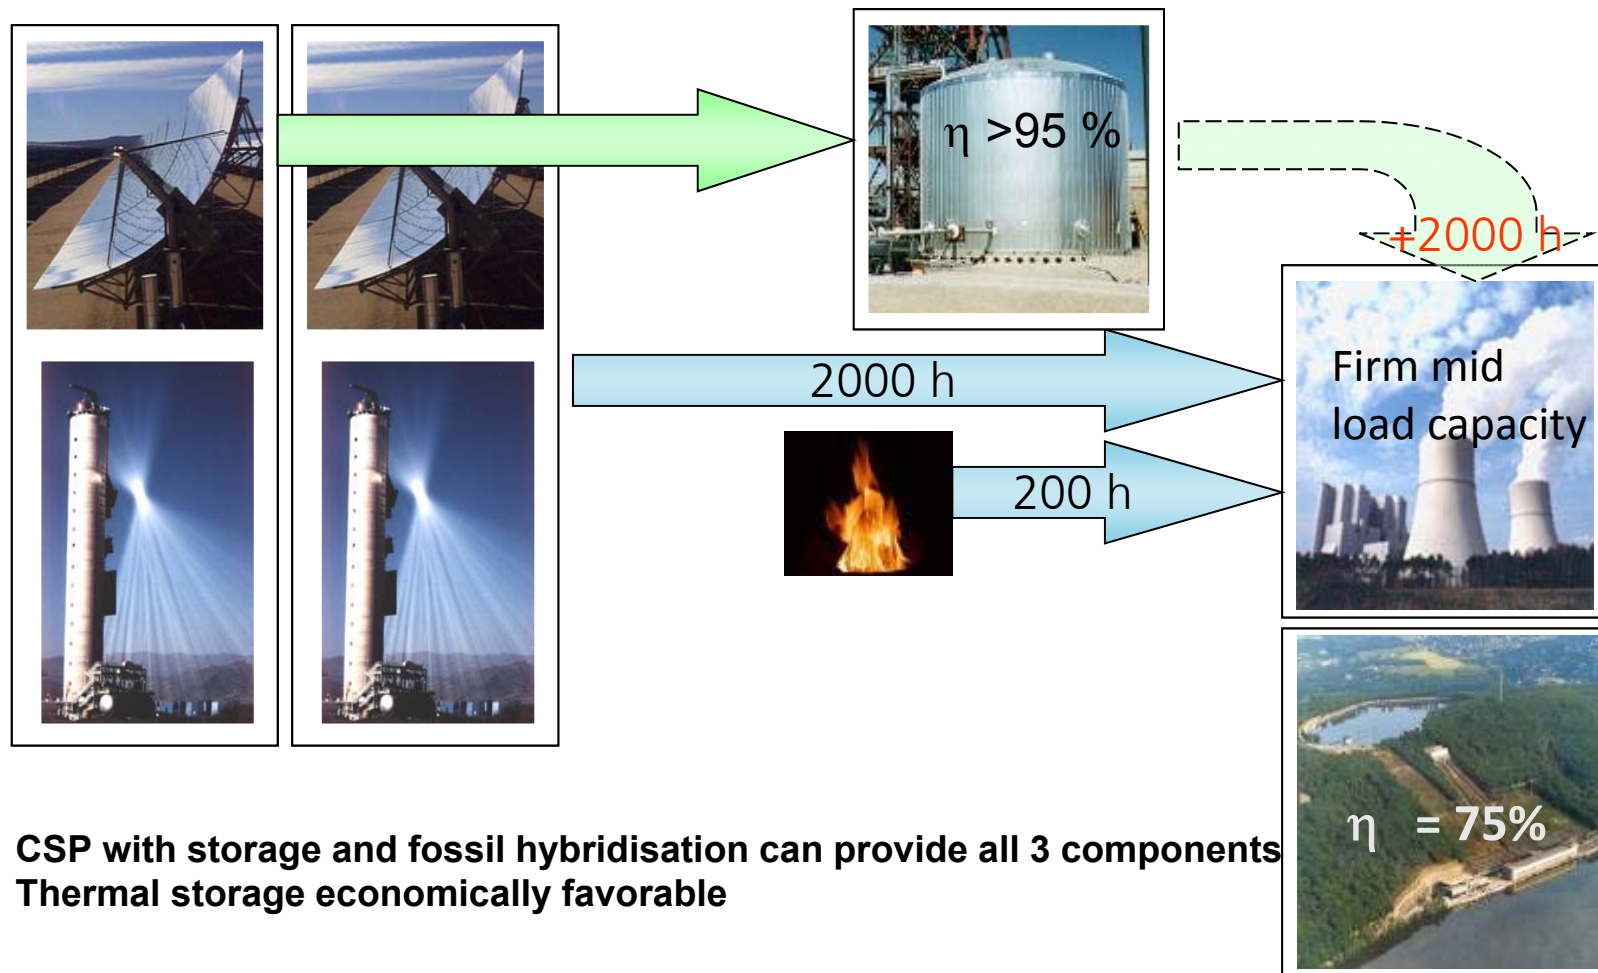 η >95 %
+2000 h
2000 h
Firm mid
load capacity
200 h
η = 75%
CSP with storage and fossil hybridisation can provide all 3 components
Thermal storage economically favorable